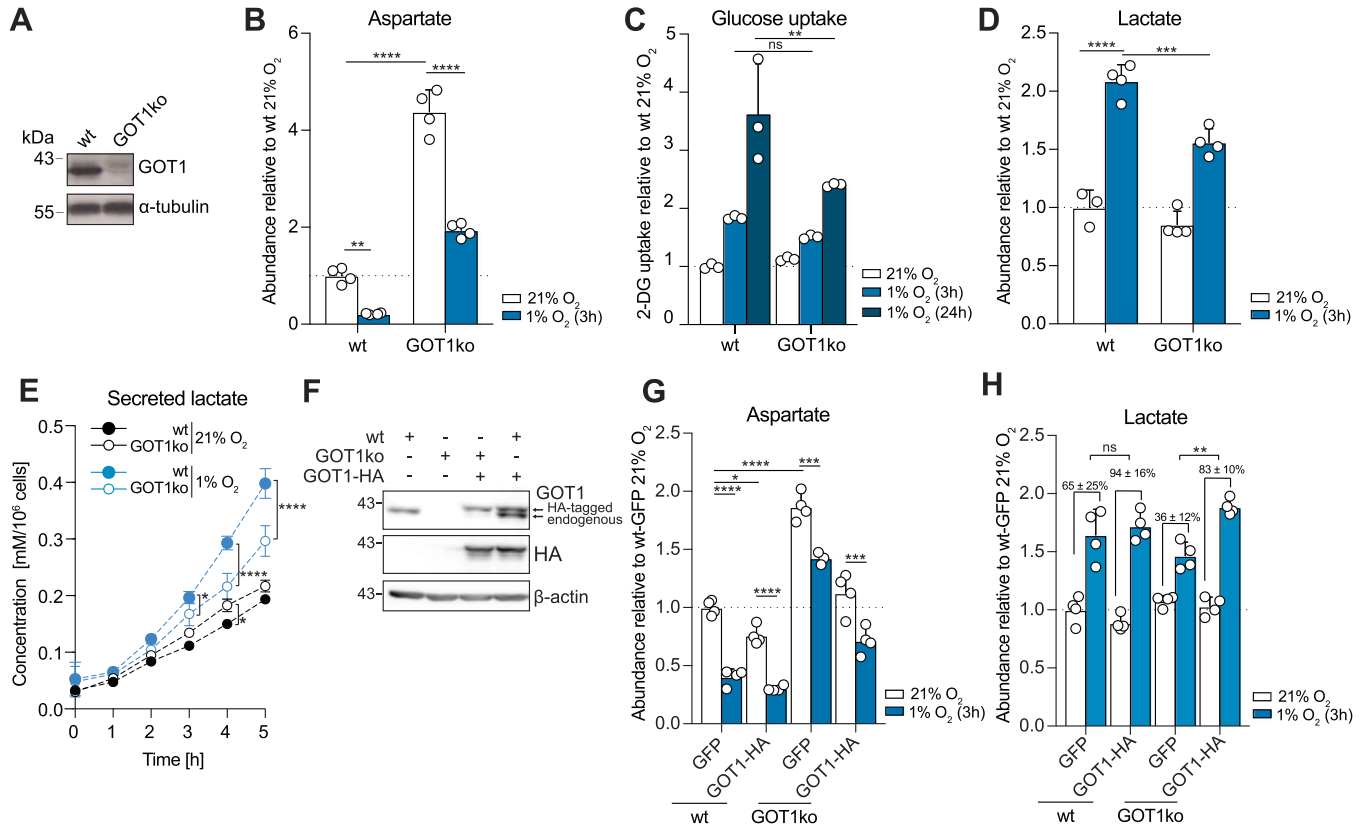 A
kDa
wt
GOT1ko
43
GOT1
55
α-tubulin
B
Aspartate
Abundance relative to wt 21% O2
6
4
2
1
0
****
****
**
21% O2
1% O2 (3h)
wt
GOT1ko
C
Glucose uptake
2-DG uptake relative to wt 21% O2
5
4
3
2
1
0
**
ns
21% O2
1% O2 (3h)
1% O2 (24h)
wt
GOT1ko
D
Lactate
Abundance relative to wt 21% O2
2.5
2.0
1.5
1.0
0.5
0.0
****
***
21% O2
1% O2 (3h)
wt
GOT1ko
E
Secreted lactate
Concentration [mM/10⁶ cells]
0.5
0.4
0.3
0.2
0.1
0.0
wt
GOT1ko
21% O2
wt
GOT1ko
1% O2
*
****
*
****
0 1 2 3 4 5
Time [h]
F
wt + - - +
GOT1ko - + + -
GOT1-HA - - + +
43
GOT1
HA-tagged
endogenous
HA
43
β-actin
G
Aspartate
Abundance relative to wt-GFP 21% O2
2.5
2.0
1.5
1.0
0.5
0.0
****
*
****
****
***
***
21% O2
1% O2 (3h)
GFP
GOT1-HA
GFP
GOT1-HA
wt
GOT1ko
H
Lactate
Abundance relative to wt-GFP 21% O2
2.5
2.0
1.5
1.0
0.5
0.0
ns
**
65 ± 25%
94 ± 16%
36 ± 12%
83 ± 10%
21% O2
1% O2 (3h)
GFP
GOT1-HA
GFP
GOT1-HA
wt
GOT1ko